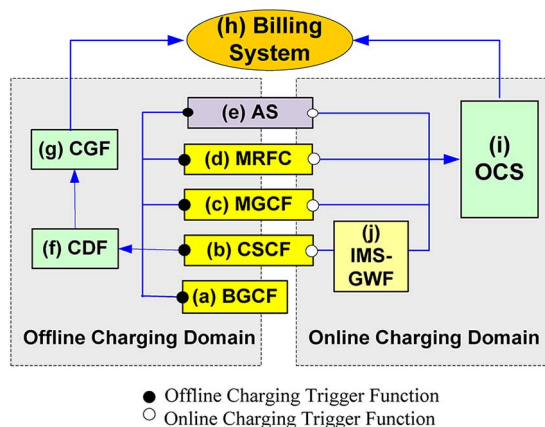 (h) Billing
System
(e) AS
(g) CGF
(d) MRFC
(i)
OCS
(c) MGCF
(f) CDF
(b) CSCF
(j)
IMS-
GWF
(a) BGCF
Offline Charging Domain
Online Charging Domain
Offline Charging Trigger Function
Online Charging Trigger Function